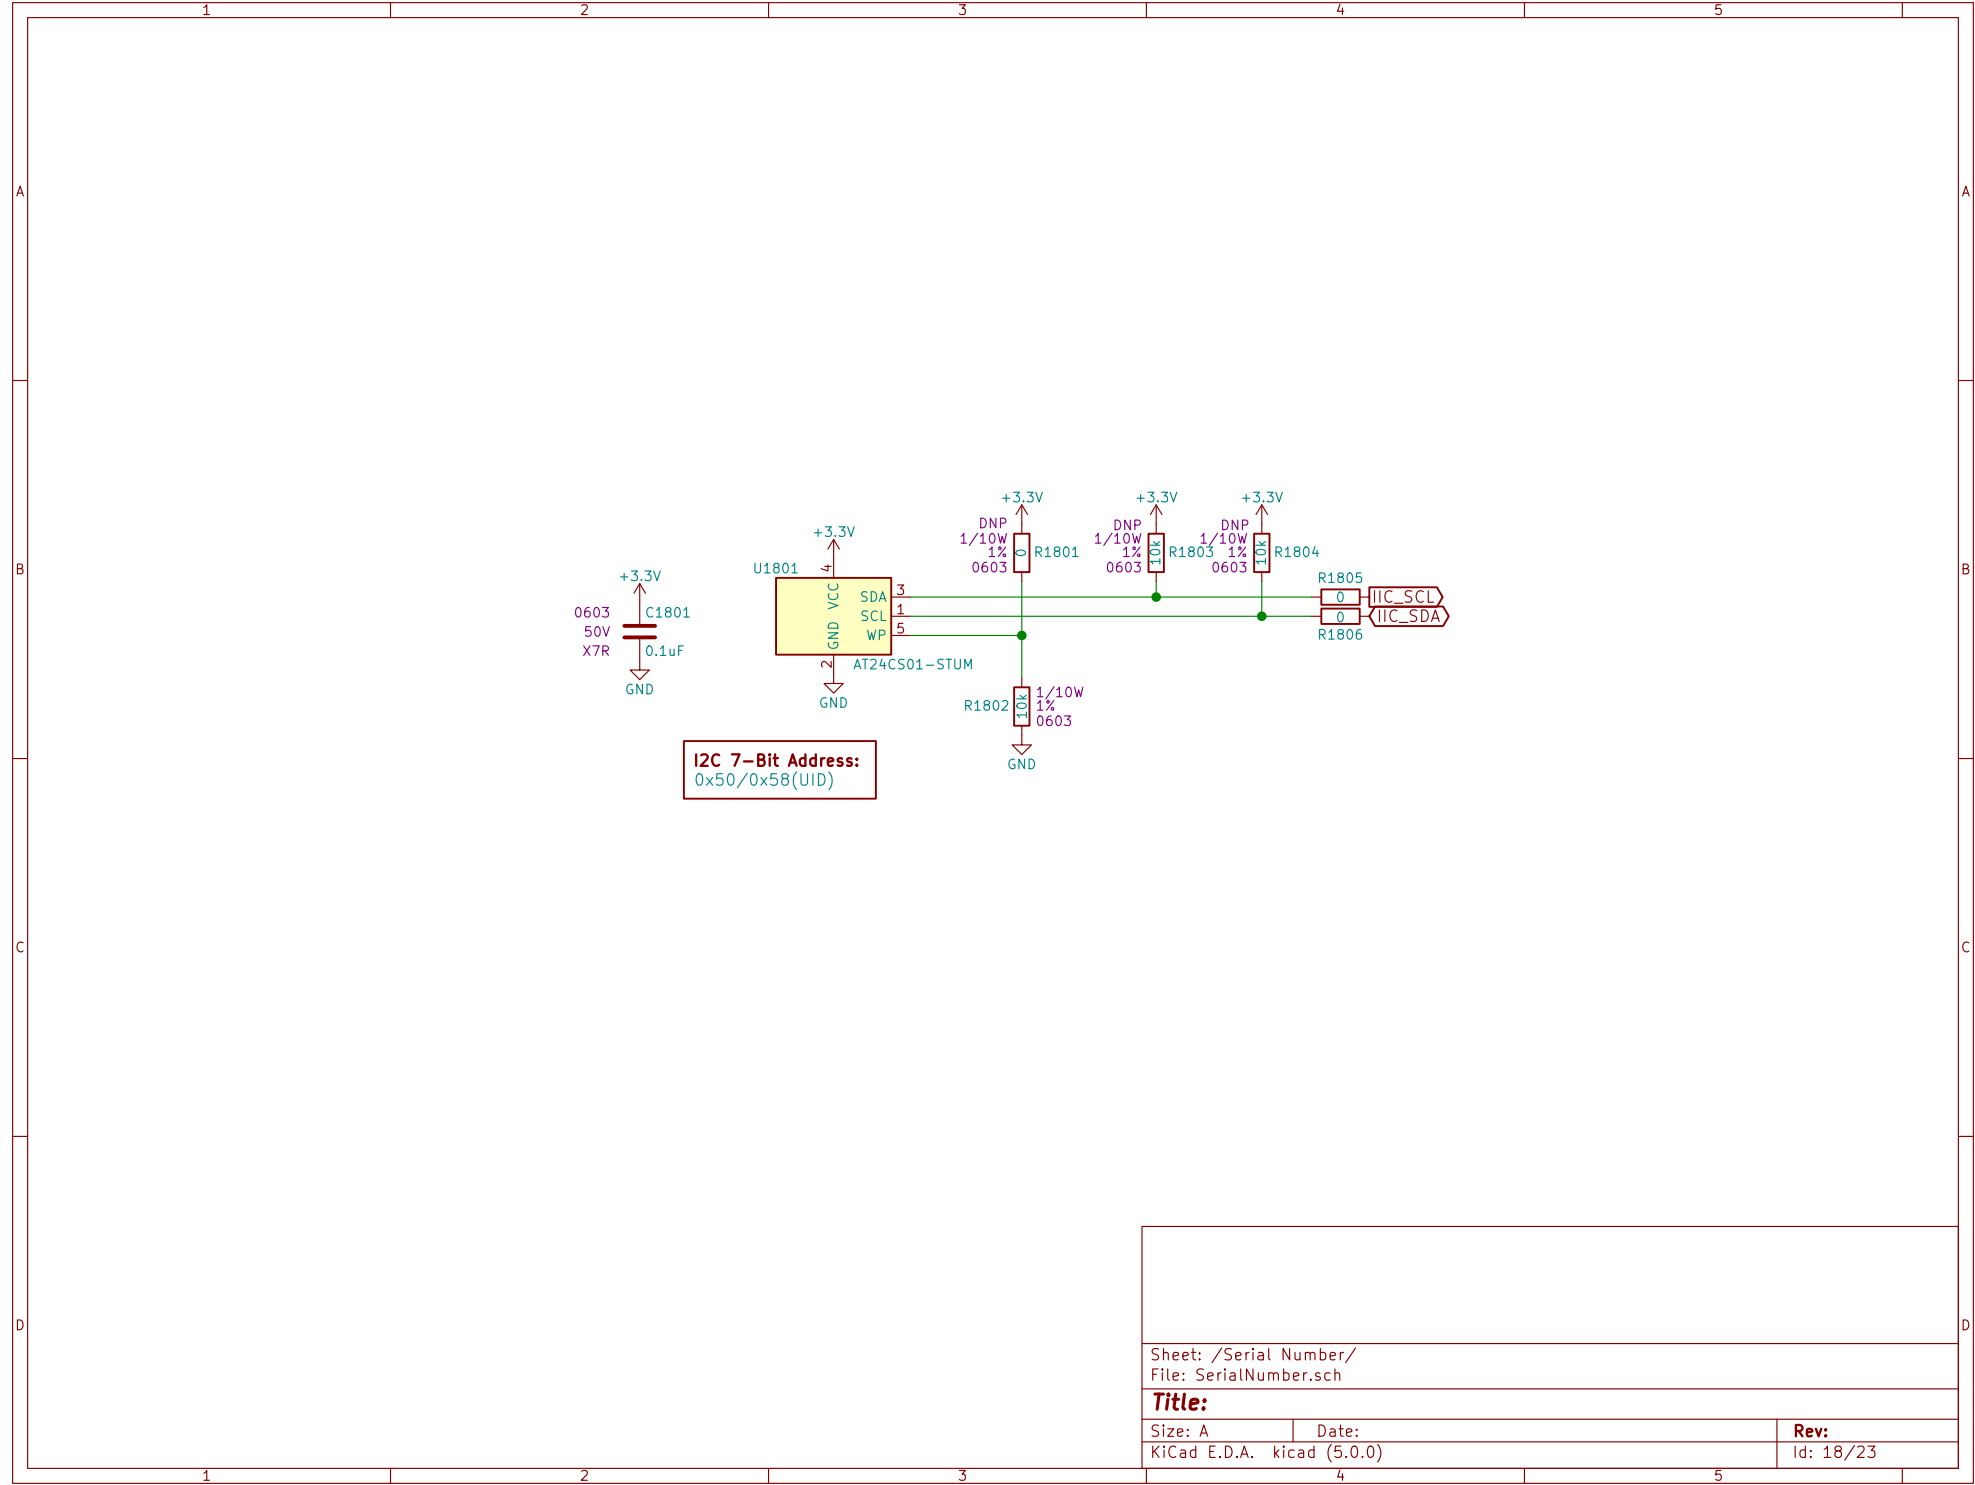 1 2 3 4 5
A A
B B
C C
D D
+3.3V
0603
50V
X7R
C1801
0.1uF
GND
+3.3V
U1801
4
VCC
GND
2
SDA
SCL
WP
3
1
5
AT24CS01-STUM
GND
I2C 7-Bit Address:
0x50/0x58(UID)
+3.3V
DNP
1/10W
1%
0603
0
R1801
R1802
10k
1/10W
1%
0603
GND
+3.3V
DNP
1/10W
1%
0603
10k
R1803
+3.3V
DNP
1/10W
1%
0603
10k
R1804
R1805
0
IIC_SCL
0
IIC_SDA
R1806
Sheet: /Serial Number/
File: SerialNumber.sch
Title:
Size: A Date: Rev:
KiCad E.D.A. kicad (5.0.0) Id: 18/23
1 2 3 4 5